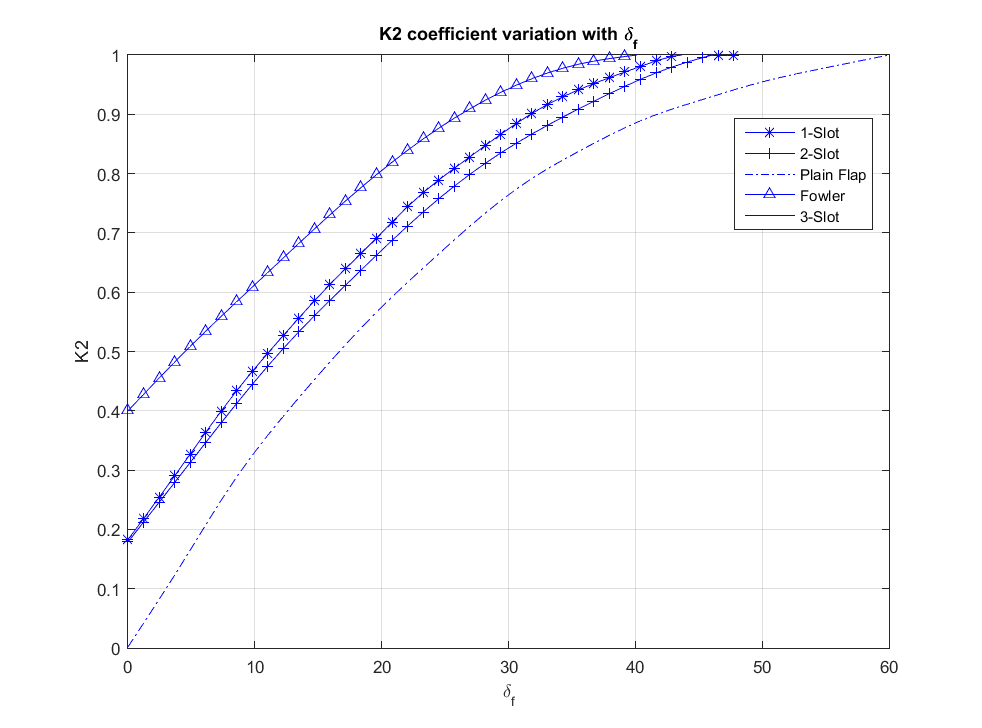 K2 coefficient variation with δf
1
0.9
0.8
0.7
0.6
0.5
0.4
0.3
0.2
0.1
0
K2
1-Slot
2-Slot
Plain Flap
Fowler
3-Slot
0 10 20 30 40 50 60
δf